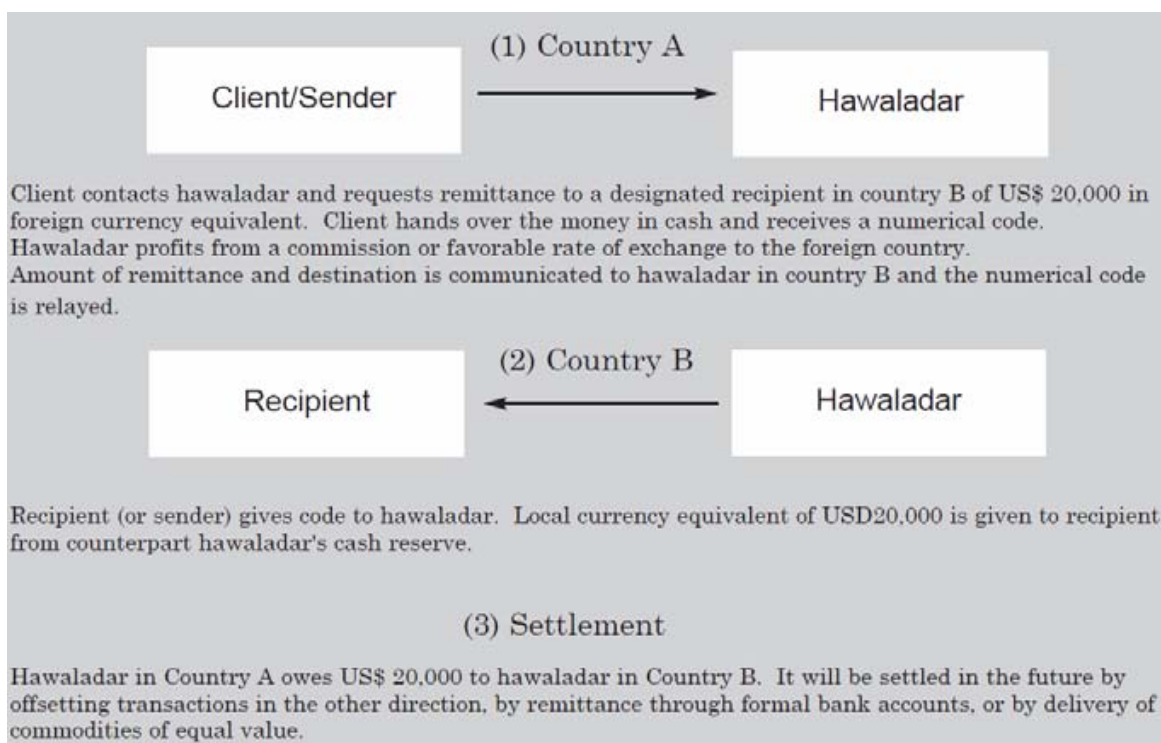 (1) Country A
Client/Sender
Hawaladar
Client contacts hawaladar and requests remittance to a designated recipient in country B of US$ 20,000 in
foreign currency equivalent. Client hands over the money in cash and receives a numerical code.
Hawaladar profits from a commission or favorable rate of exchange to the foreign country.
Amount of remittance and destination is communicated to hawaladar in country B and the numerical code
is relayed.
(2) Country B
Recipient
Hawaladar
Recipient (or sender) gives code to hawaladar. Local currency equivalent of USD20,000 is given to recipient
from counterpart hawaladar's cash reserve.
(3) Settlement
Hawaladar in Country A owes US$ 20,000 to hawaladar in Country B. It will be settled in the future by
offsetting transactions in the other direction, by remittance through formal bank accounts, or by delivery of
commodities of equal value.